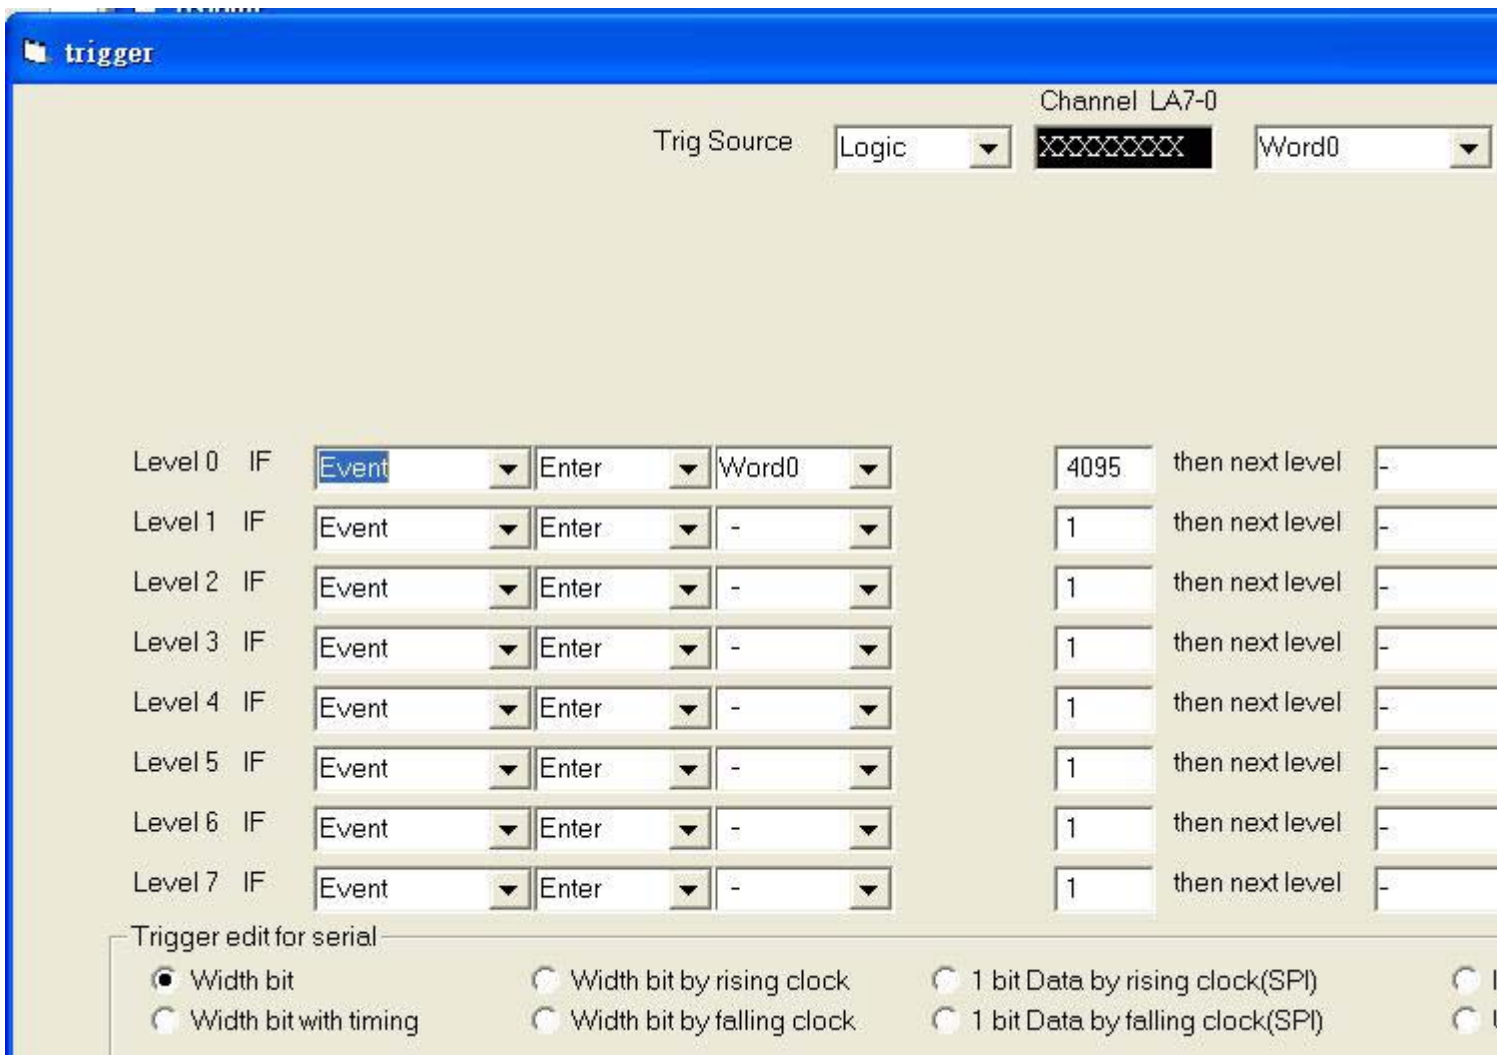 trigger
Channel LA7-0
Trig Source Logic XXXXXXXXX Word0
Level 0 IF Event Enter Word0 4095 then next level -
Level 1 IF Event Enter - 1 then next level -
Level 2 IF Event Enter - 1 then next level -
Level 3 IF Event Enter - 1 then next level -
Level 4 IF Event Enter - 1 then next level -
Level 5 IF Event Enter - 1 then next level -
Level 6 IF Event Enter - 1 then next level -
Level 7 IF Event Enter - 1 then next level -
Trigger edit for serial
Width bit Width bit by rising clock 1 bit Data by rising clock(SPI)
Width bit with timing Width bit by falling clock 1 bit Data by falling clock(SPI)